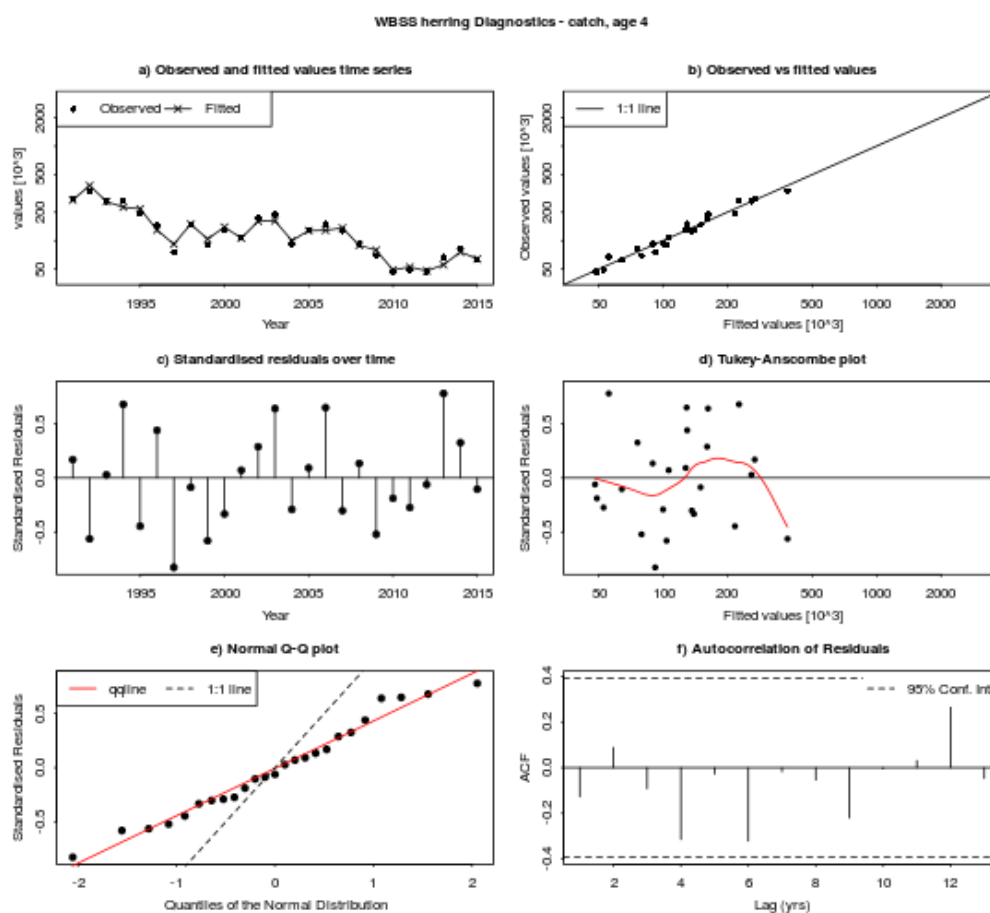 WBSS herring Diagnostics - catch, age 4
a) Observed and fitted values time series
Observed Fitted
values [10^3]
50 200 500 2000
1995 2000 2005 2010 2015
Year
b) Observed vs fitted values
1:1 line
Observed values [10^3]
50 200 500 2000
50 100 200 500 1000 2000
Fitted values [10^3]
c) Standardised residuals over time
Standardised Residuals
-0.5 0.0 0.5
1995 2000 2005 2010 2015
Year
d) Tukey-Anscombe plot
Standardised Residuals
-0.5 0.0 0.5
50 100 200 500 1000 2000
Fitted values [10^3]
e) Normal Q-Q plot
qqline 1:1 line
Standardised Residuals
-0.5 0.0 0.5
-2 -1 0 1 2
Quantiles of the Normal Distribution
f) Autocorrelation of Residuals
95% Conf. Int
ACF
-0.4 -0.2 0.0 0.2 0.4
2 4 6 8 10 12
Lag (yrs)